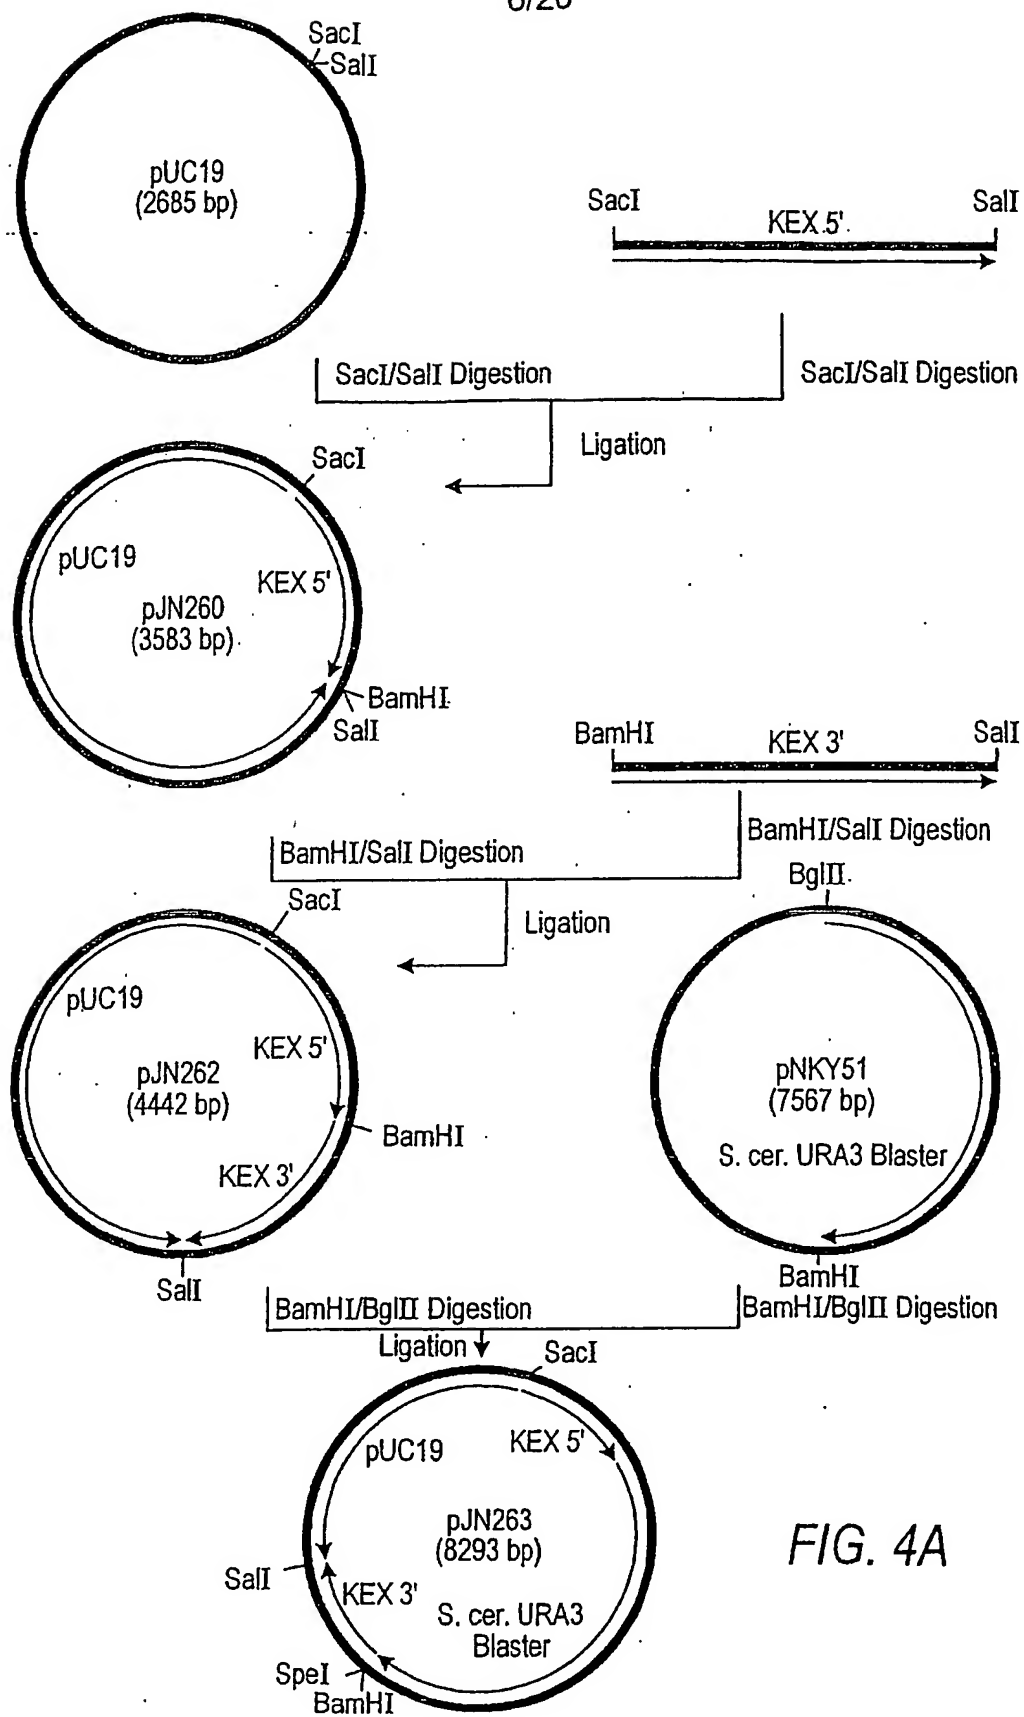 6/26
SacI
SalI
pUC19
(2685 bp)
SacI
SalI
KEX 5'
SacI/SalI Digestion
SacI/SalI Digestion
Ligation
SacI
pUC19
KEX 5'
pJN260
(3583 bp)
BamHI
SalI
BamHI
KEX 3'
SalI
BamHI/SalI Digestion
BamHI/SalI Digestion
BglII
SacI
Ligation
pUC19
KEX 5'
pJN262
(4442 bp)
BamHI
KEX 3'
SalI
pNKY51
(7567 bp)
S. cer. URA3 Blaster
BamHI
BamHI/BglII Digestion
BamHI/BglII Digestion
Ligation
SacI
pUC19
KEX 5'
pJN263
(8293 bp)
SalI
KEX 3'
S. cer. URA3
Blaster
SpeI
BamHI
FIG. 4A